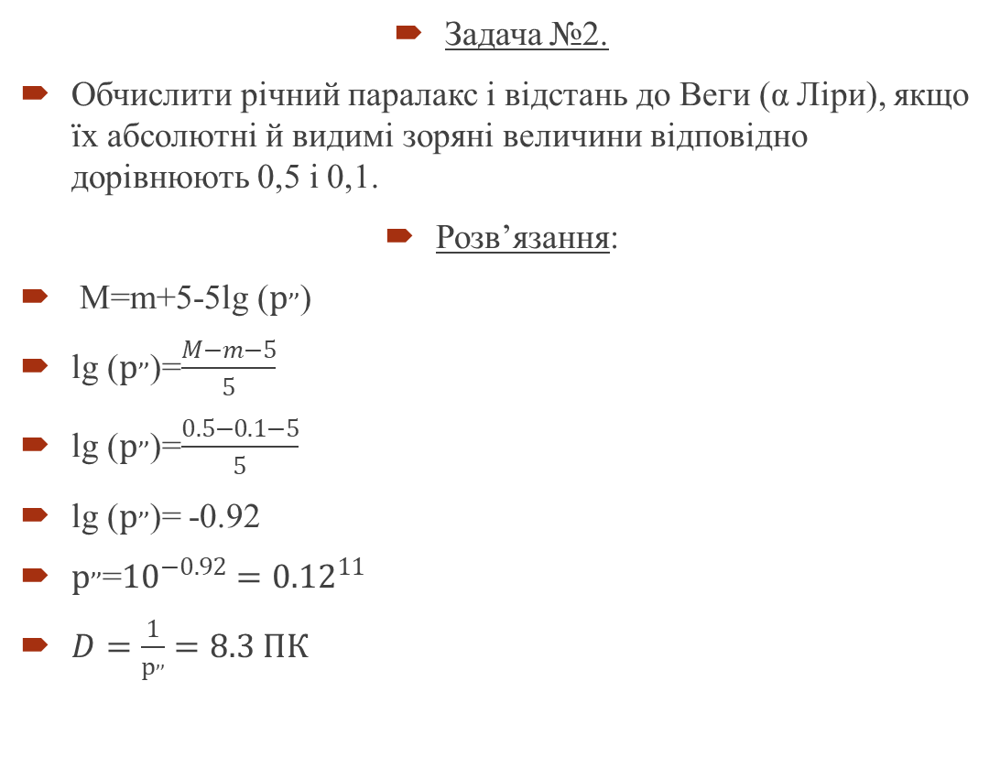 Задача №2.
Обчислити річний паралакс і відстань до Веги (α Ліри), якщо
їх абсолютні й видимі зоряні величини відповідно
дорівнюють 0,5 і 0,1.
Розв’язання:
M=m+5-5lg (p”)
lg (p”)=\frac{M−m−5}{5}
lg (p”)=\frac{0.5−0.1−5}{5}
lg (p”)= -0.92
p”=10^{−0.92} = 0.12^{11}
D = \frac{1}{p”} = 8.3 ПК